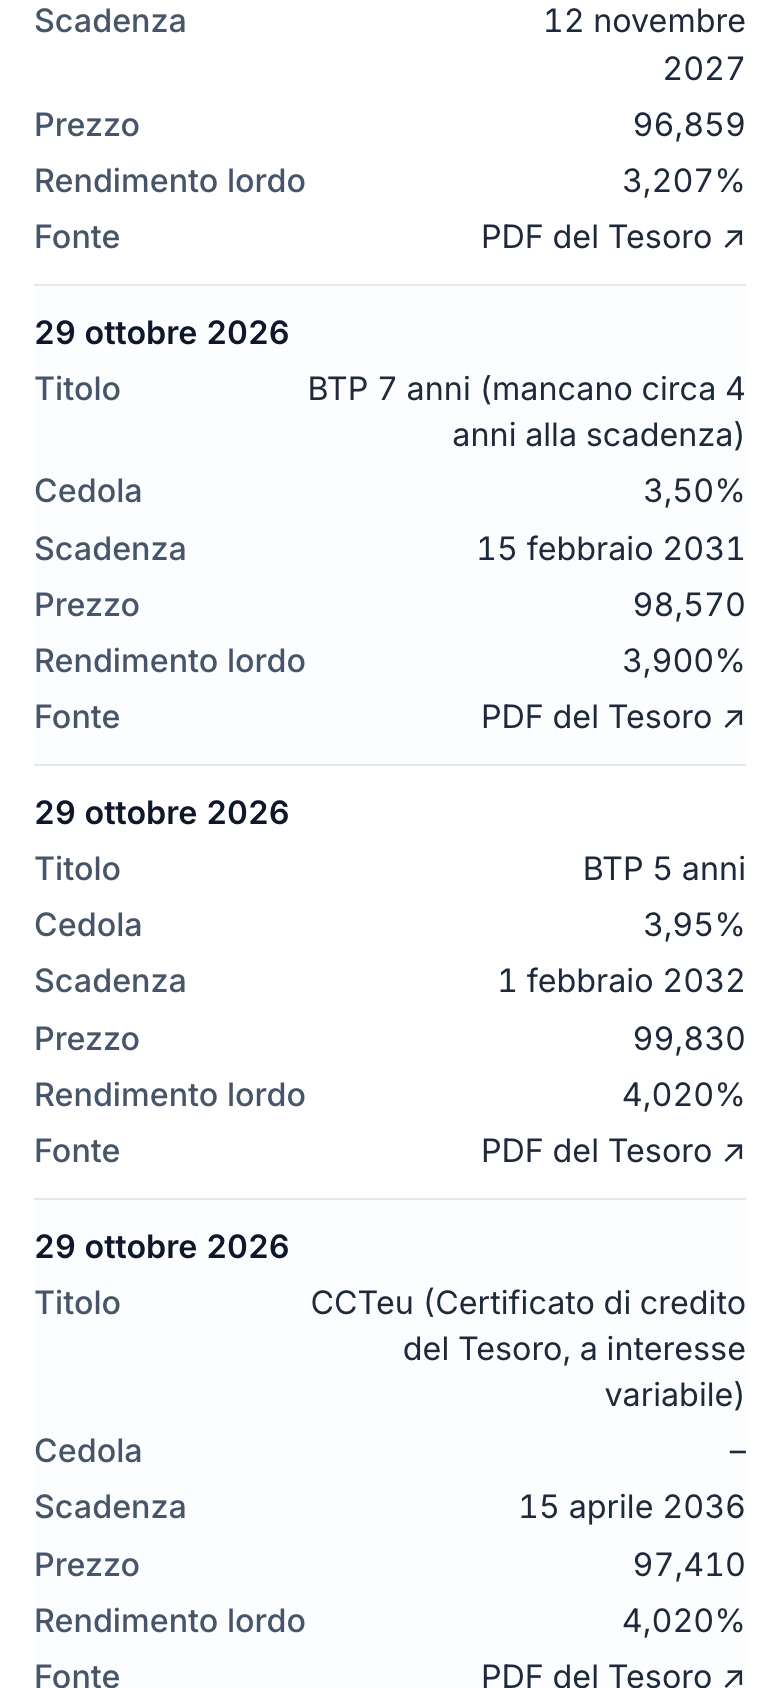 Scadenza 12 novembre
2027
Prezzo 96,859
Rendimento lordo 3,207%
Fonte PDF del Tesoro ↗
29 ottobre 2026
Titolo BTP 7 anni (mancano circa 4
anni alla scadenza)
Cedola 3,50%
Scadenza 15 febbraio 2031
Prezzo 98,570
Rendimento lordo 3,900%
Fonte PDF del Tesoro ↗
29 ottobre 2026
Titolo BTP 5 anni
Cedola 3,95%
Scadenza 1 febbraio 2032
Prezzo 99,830
Rendimento lordo 4,020%
Fonte PDF del Tesoro ↗
29 ottobre 2026
Titolo CCTeu (Certificato di credito
del Tesoro, a interesse
variabile)
Cedola –
Scadenza 15 aprile 2036
Prezzo 97,410
Rendimento lordo 4,020%
Fonte PDF del Tesoro ↗